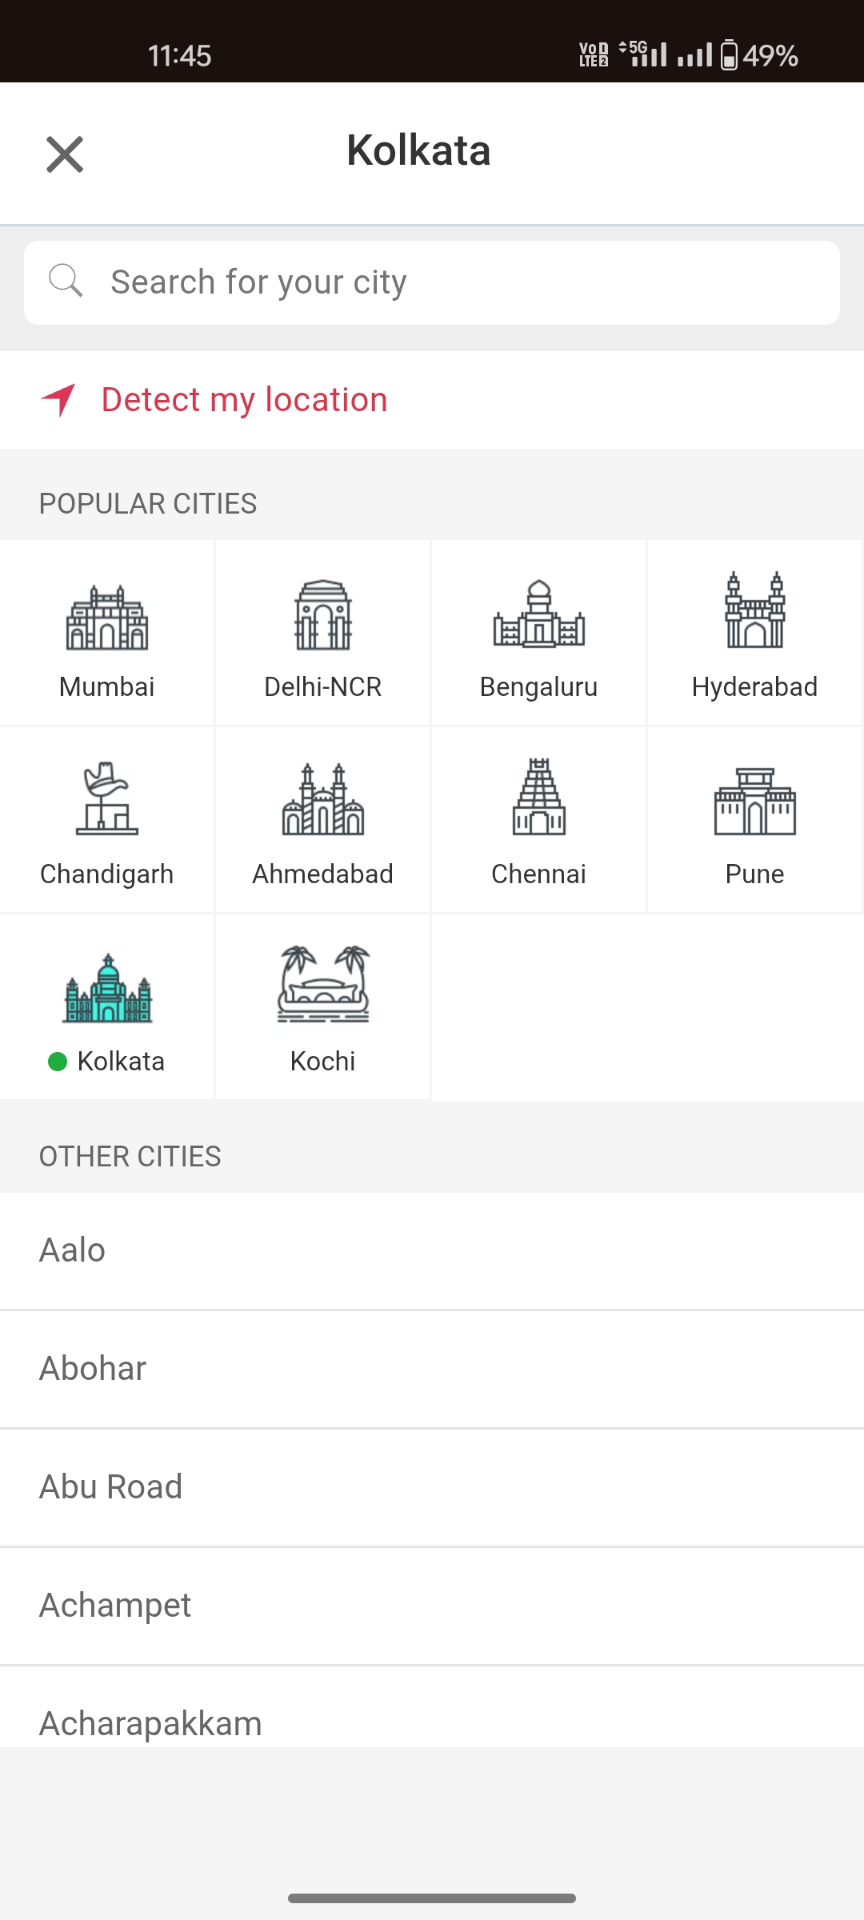 11:45 VoD LTE2 5G 49%
Kolkata
Search for your city
Detect my location
POPULAR CITIES
Mumbai Delhi-NCR Bengaluru Hyderabad
Chandigarh Ahmedabad Chennai Pune
Kolkata Kochi
OTHER CITIES
Aalo
Abohar
Abu Road
Achampet
Acharapakkam